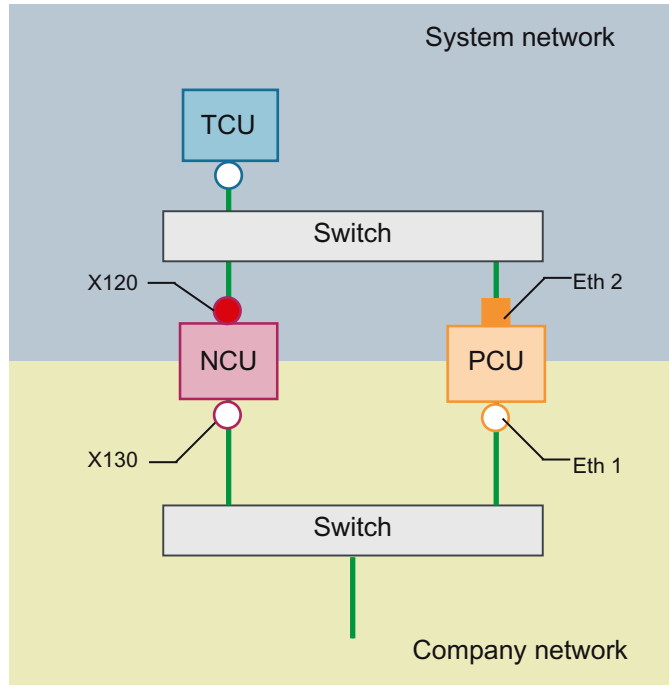 System network
TCU
Switch
X120
Eth 2
NCU
PCU
X130
Eth 1
Switch
Company network